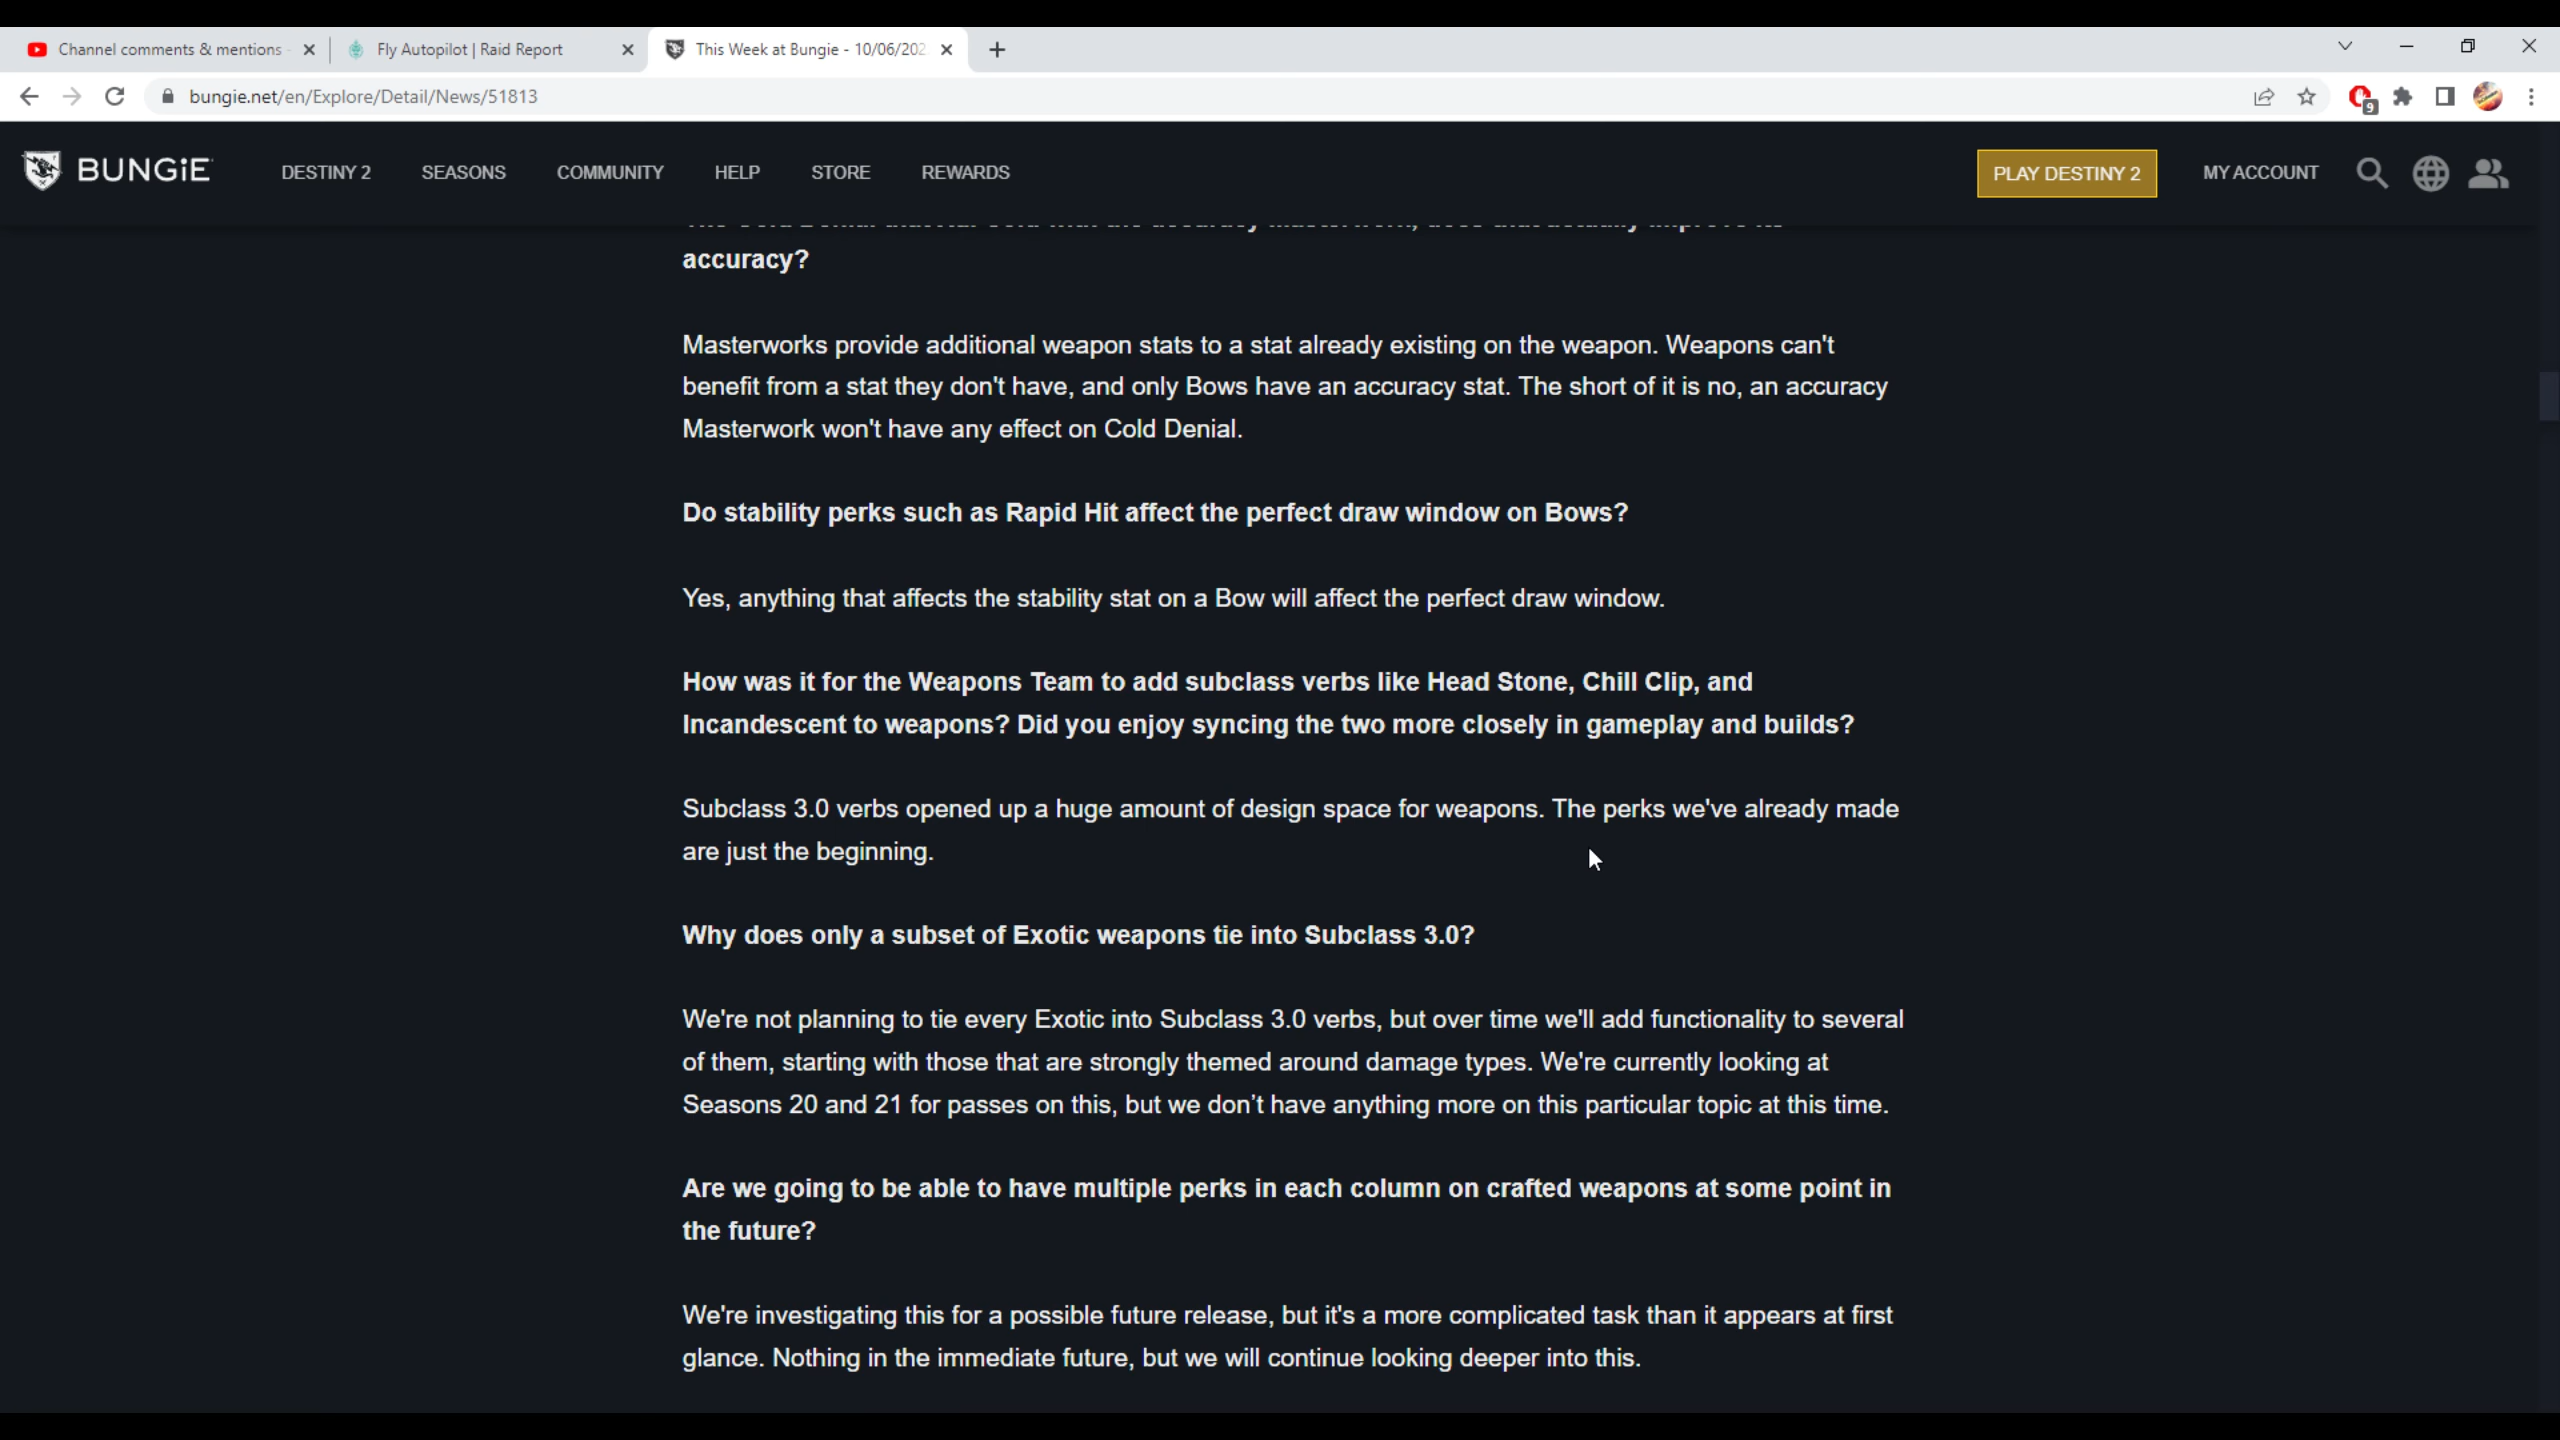 Channel comments & mentions
Fly Autopilot | Raid Report
This Week at Bungie - 10/06/202
bungie.net/en/Explore/Detail/News/51813
9
BUNGiE
DESTINY 2
SEASONS
COMMUNITY
HELP
STORE
REWARDS
PLAY DESTINY 2
MY ACCOUNT
accuracy?
Masterworks provide additional weapon stats to a stat already existing on the weapon. Weapons can't
benefit from a stat they don't have, and only Bows have an accuracy stat. The short of it is no, an accuracy
Masterwork won't have any effect on Cold Denial.
Do stability perks such as Rapid Hit affect the perfect draw window on Bows?
Yes, anything that affects the stability stat on a Bow will affect the perfect draw window.
How was it for the Weapons Team to add subclass verbs like Head Stone, Chill Clip, and
Incandescent to weapons? Did you enjoy syncing the two more closely in gameplay and builds?
Subclass 3.0 verbs opened up a huge amount of design space for weapons. The perks we've already made
are just the beginning.
Why does only a subset of Exotic weapons tie into Subclass 3.0?
We're not planning to tie every Exotic into Subclass 3.0 verbs, but over time we'll add functionality to several
of them, starting with those that are strongly themed around damage types. We're currently looking at
Seasons 20 and 21 for passes on this, but we don’t have anything more on this particular topic at this time.
Are we going to be able to have multiple perks in each column on crafted weapons at some point in
the future?
We're investigating this for a possible future release, but it's a more complicated task than it appears at first
glance. Nothing in the immediate future, but we will continue looking deeper into this.